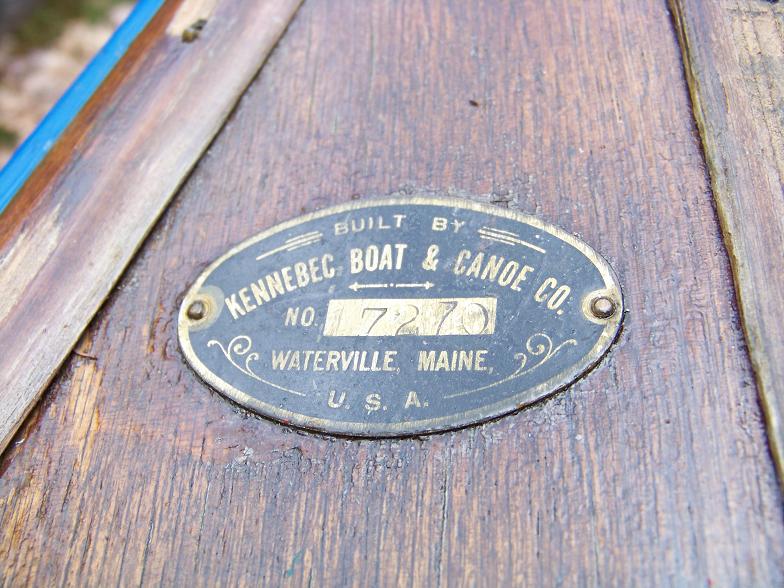 BUILT BY
KENNEBEC BOAT & CANOE CO.
NO. 17270
WATERVILLE, MAINE,
U. S. A.